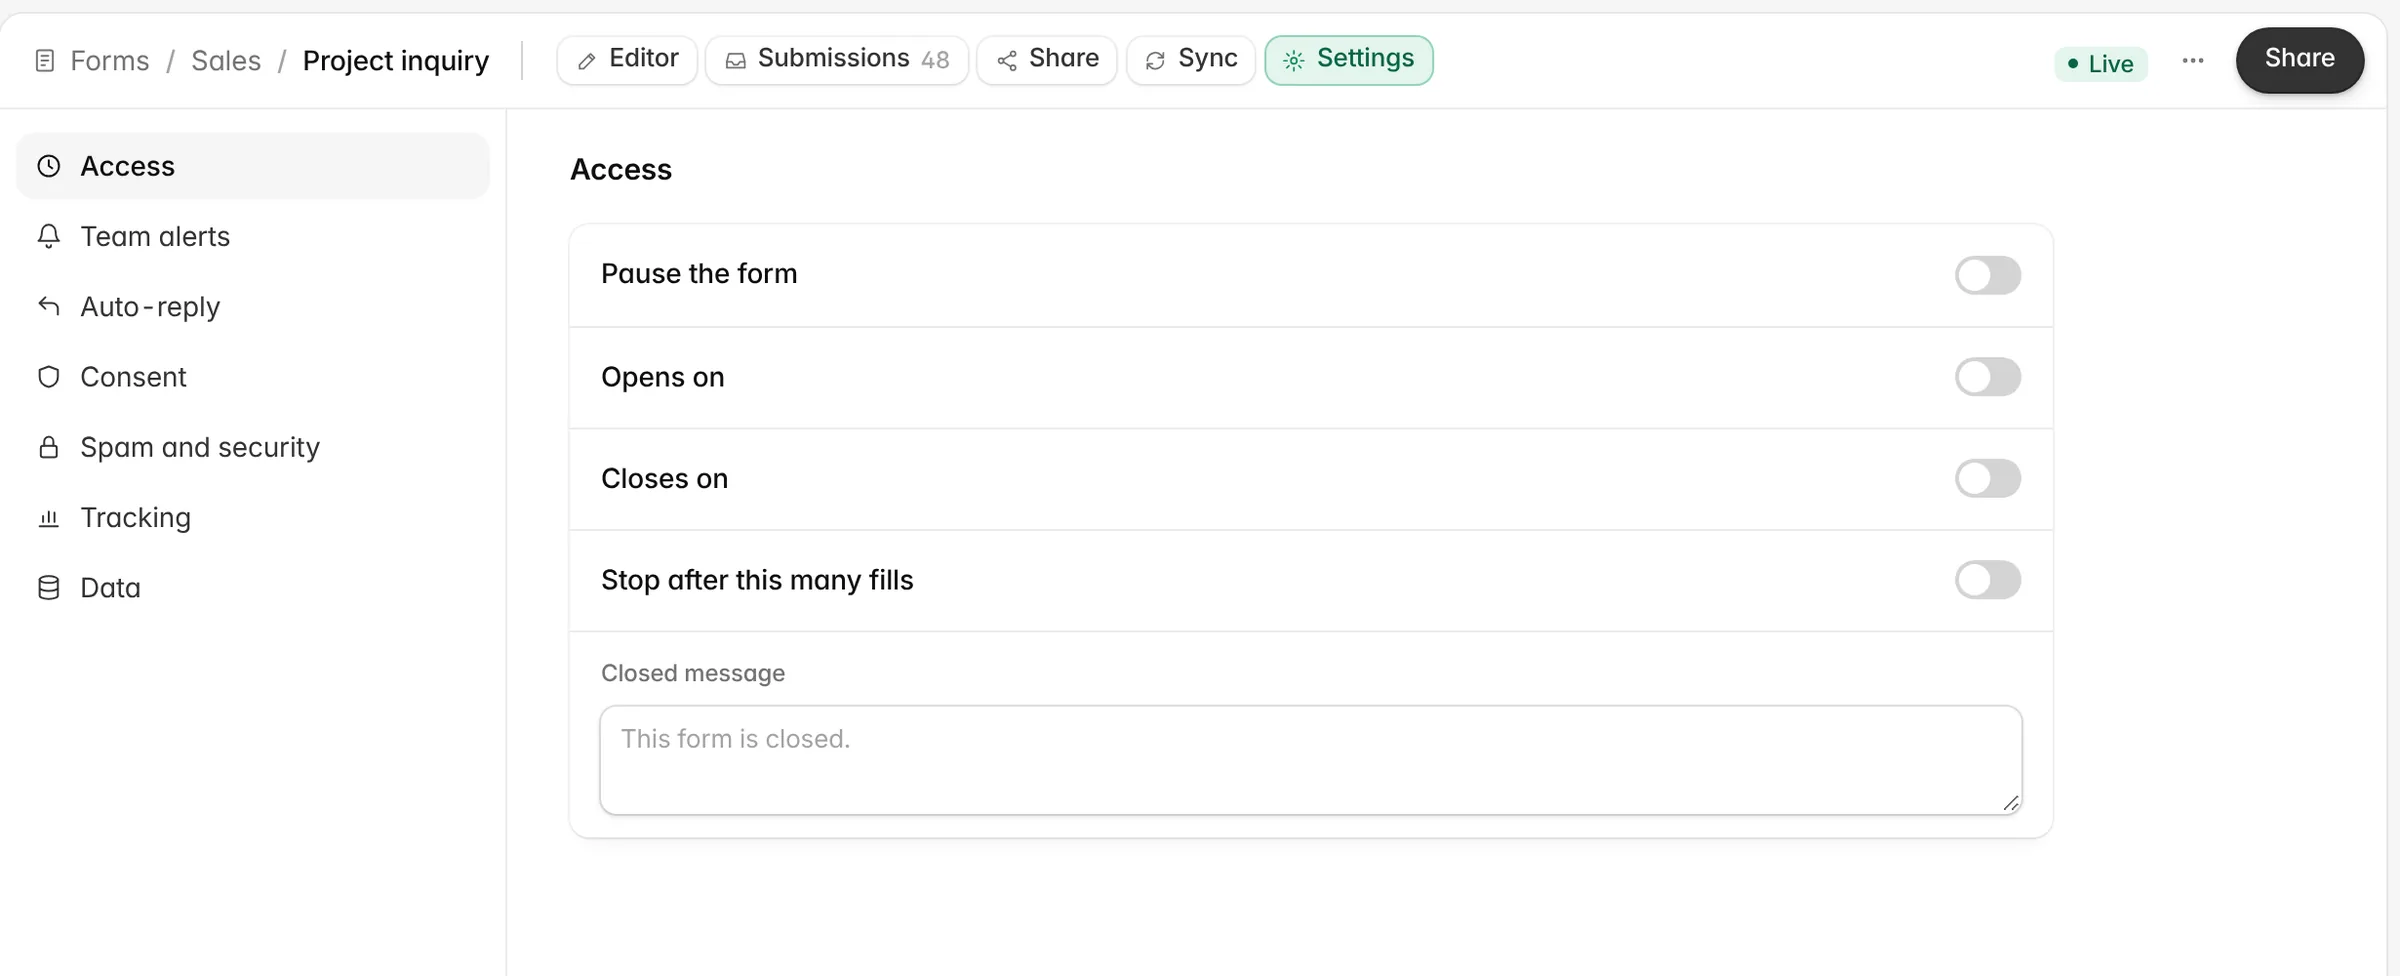 Forms / Sales / Project inquiry
Editor
Submissions 48
Share
Sync
Settings
Live
Share
Access
Team alerts
Auto-reply
Consent
Spam and security
Tracking
Data
Access
Pause the form
Opens on
Closes on
Stop after this many fills
Closed message
This form is closed.